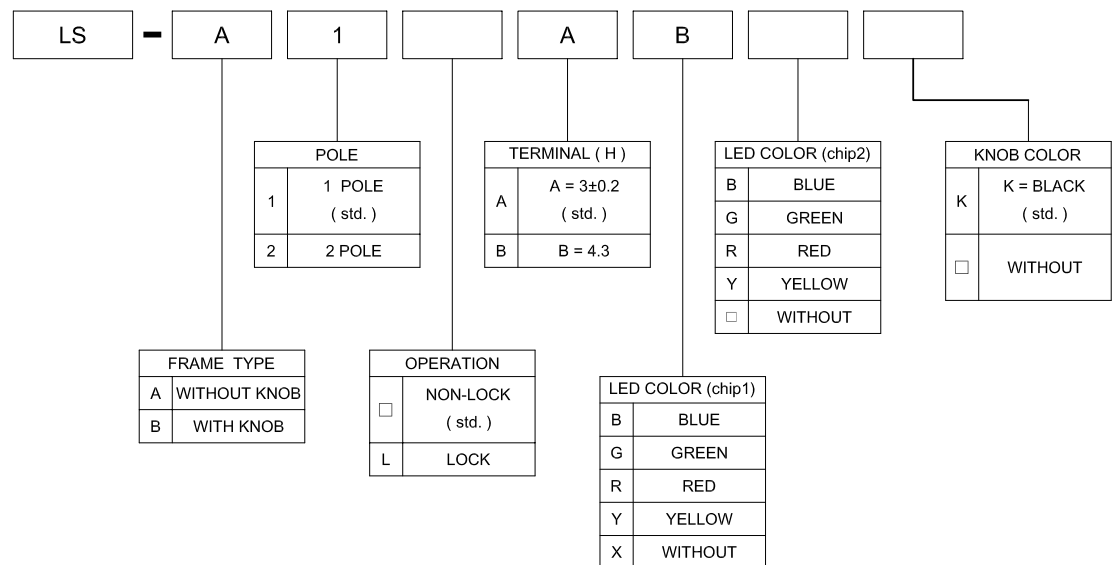 LS - A 1 A B
POLE
1 1 POLE
( std. )
2 2 POLE
TERMINAL ( H )
A A = 3±0.2
( std. )
B B = 4.3
LED COLOR (chip2)
B BLUE
G GREEN
R RED
Y YELLOW
□ WITHOUT
KNOB COLOR
K K = BLACK
( std. )
□ WITHOUT
FRAME TYPE
A WITHOUT KNOB
B WITH KNOB
OPERATION
□ NON-LOCK
( std. )
L LOCK
LED COLOR (chip1)
B BLUE
G GREEN
R RED
Y YELLOW
X WITHOUT